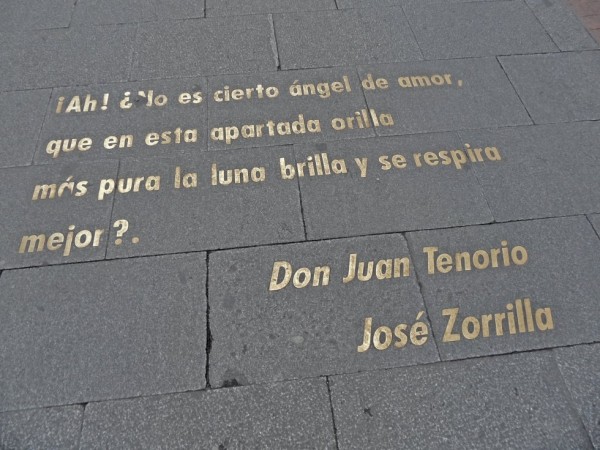 ¡Ah! ¿No es cierto ángel de amor,
que en esta apartada orilla
más pura la luna brilla y se respira
mejor?.
Don Juan Tenorio
José Zorrilla